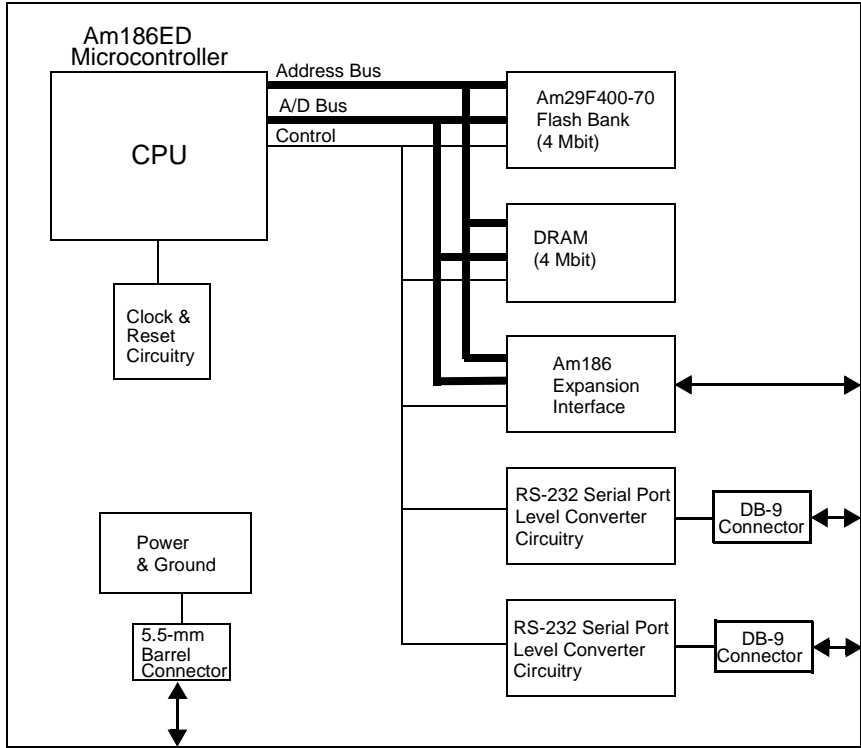 Am186ED
Microcontroller
CPU
Address Bus
A/D Bus
Control
Am29F400-70
Flash Bank
(4 Mbit)
DRAM
(4 Mbit)
Clock &
Reset
Circuitry
Am186
Expansion
Interface
RS-232 Serial Port
Level Converter
Circuitry
DB-9
Connector
Power
& Ground
5.5-mm
Barrel
Connector
RS-232 Serial Port
Level Converter
Circuitry
DB-9
Connector